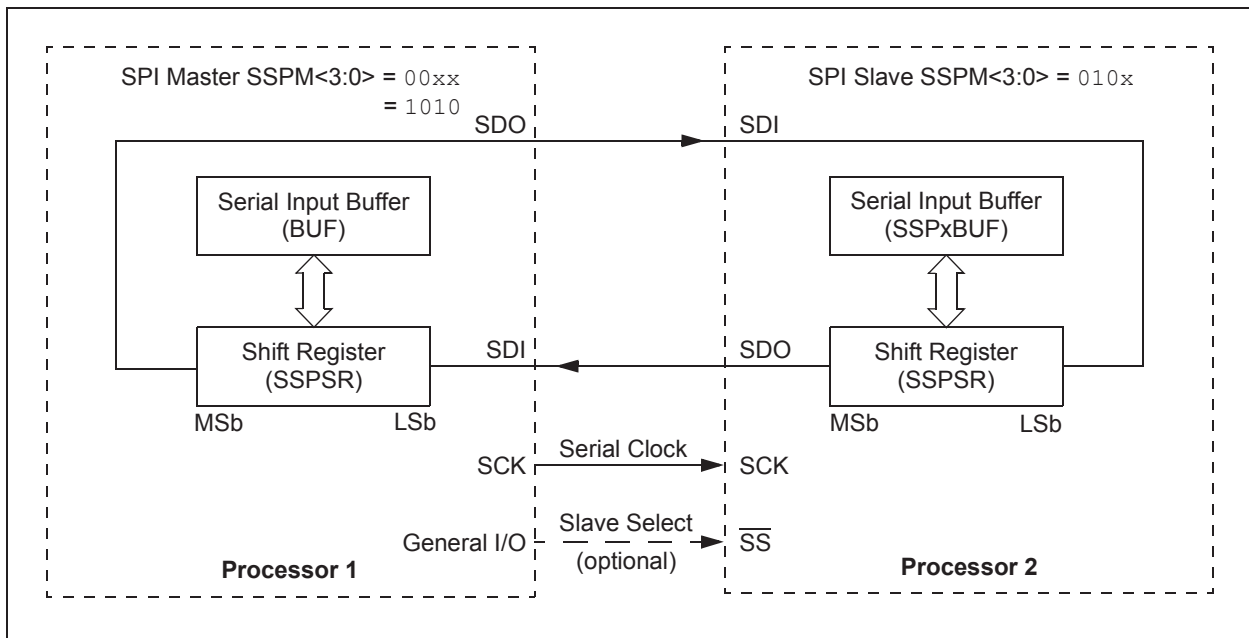 SPI Master SSPM<3:0> = 00xx
= 1010
SDO
Serial Input Buffer
(BUF)
Shift Register
(SSPSR)
MSb
LSb
SDI
SCK
General I/O
Processor 1
Serial Clock
Slave Select
(optional)
SPI Slave SSPM<3:0> = 010x
SDI
Serial Input Buffer
(SSPxBUF)
SDO
Shift Register
(SSPSR)
MSb
LSb
SCK
S̅S̅
Processor 2